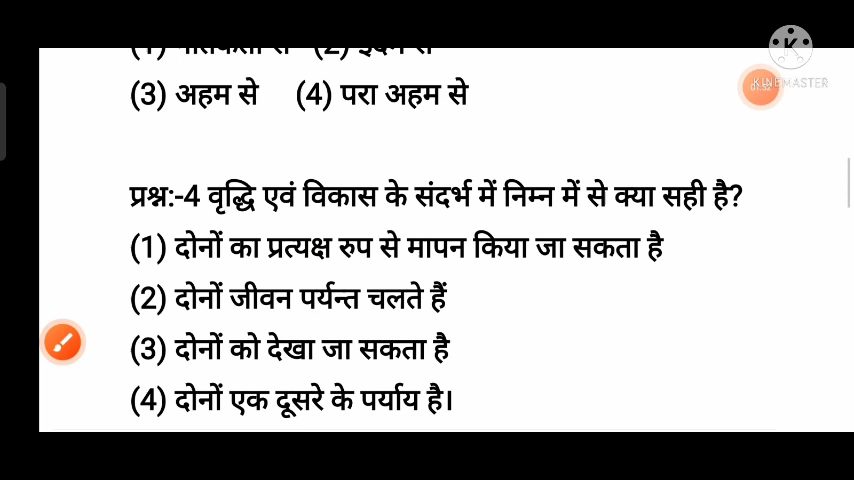 (3) अहम से (4) परा अहम से
K
KINEMASTER
प्रश्न:-4 वृद्धि एवं विकास के संदर्भ में निम्न में से क्या सही है?
(1) दोनों का प्रत्यक्ष रुप से मापन किया जा सकता है
(2) दोनों जीवन पर्यन्त चलते हैं
(3) दोनों को देखा जा सकता है
(4) दोनों एक दूसरे के पर्याय है।